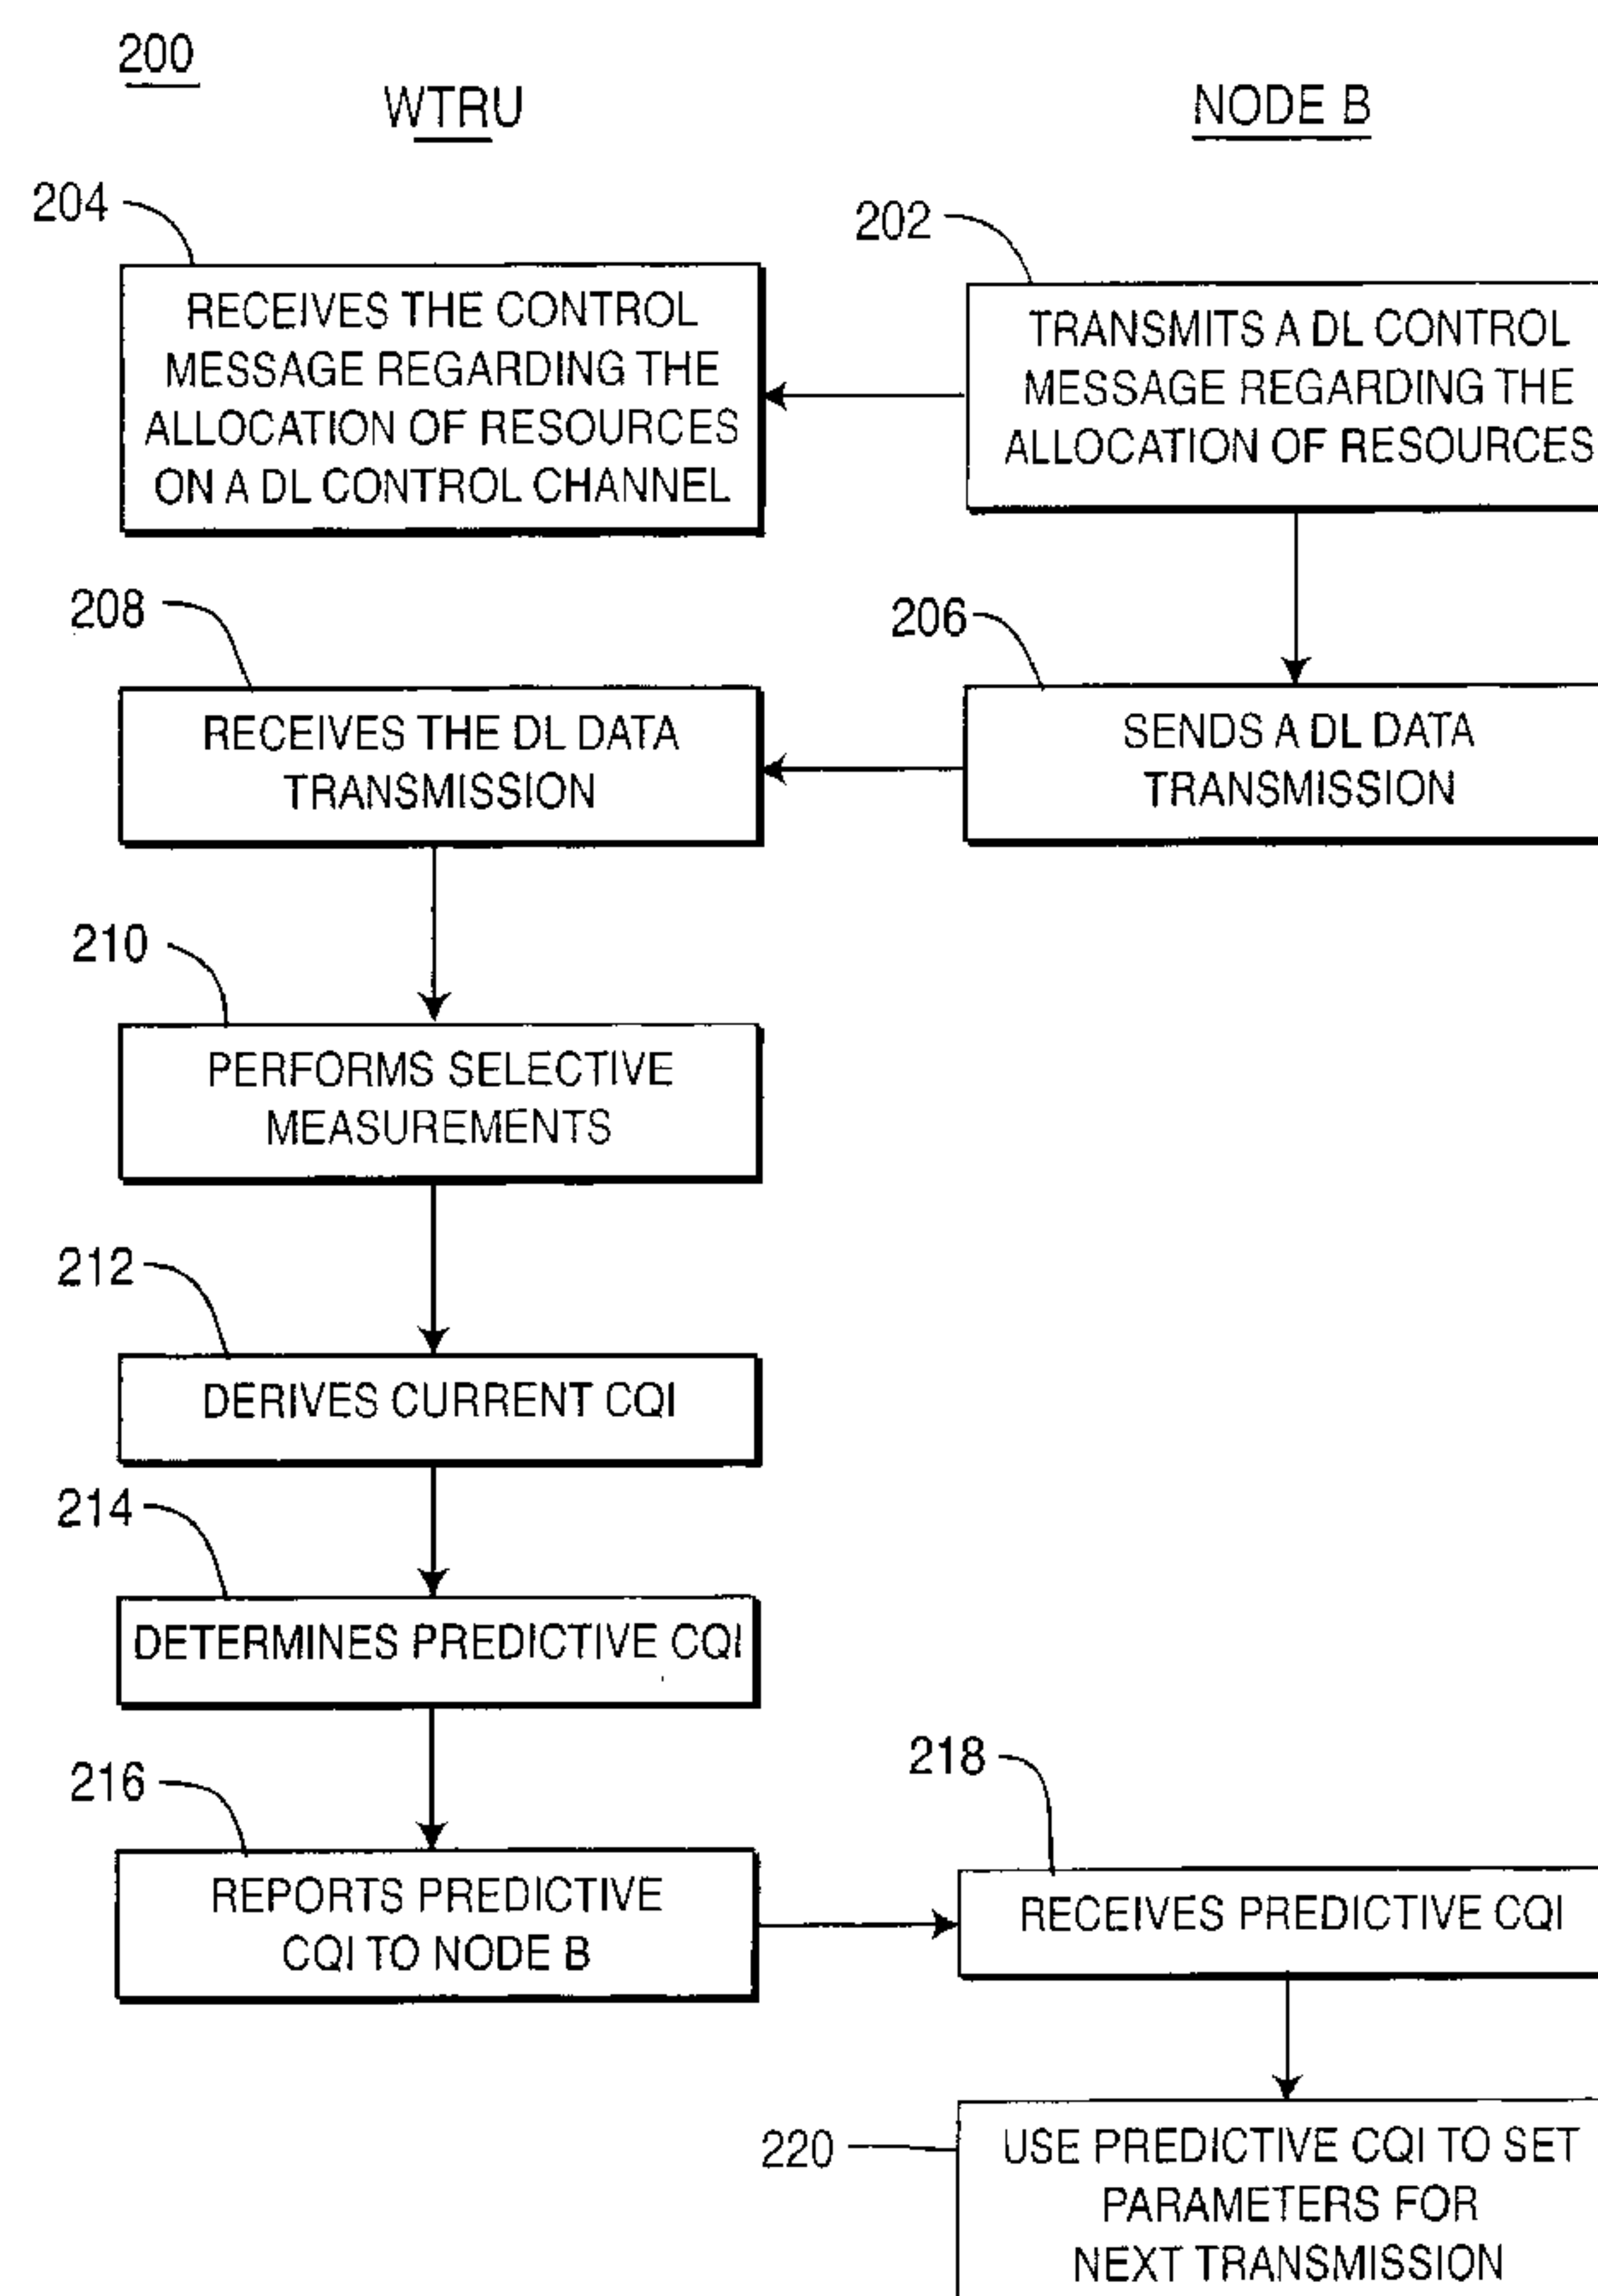 200
WTRU
NODE B
204
202
RECEIVES THE CONTROL
MESSAGE REGARDING THE
ALLOCATION OF RESOURCES
ON A DL CONTROL CHANNEL
TRANSMITS A DL CONTROL
MESSAGE REGARDING THE
ALLOCATION OF RESOURCES
208
206
RECEIVES THE DL DATA
TRANSMISSION
SENDS A DL DATA
TRANSMISSION
210
PERFORMS SELECTIVE
MEASUREMENTS
212
DERIVES CURRENT CQI
214
DETERMINES PREDICTIVE CQI
216
218
REPORTS PREDICTIVE
CQI TO NODE B
RECEIVES PREDICTIVE CQI
220
USE PREDICTIVE CQI TO SET
PARAMETERS FOR
NEXT TRANSMISSION